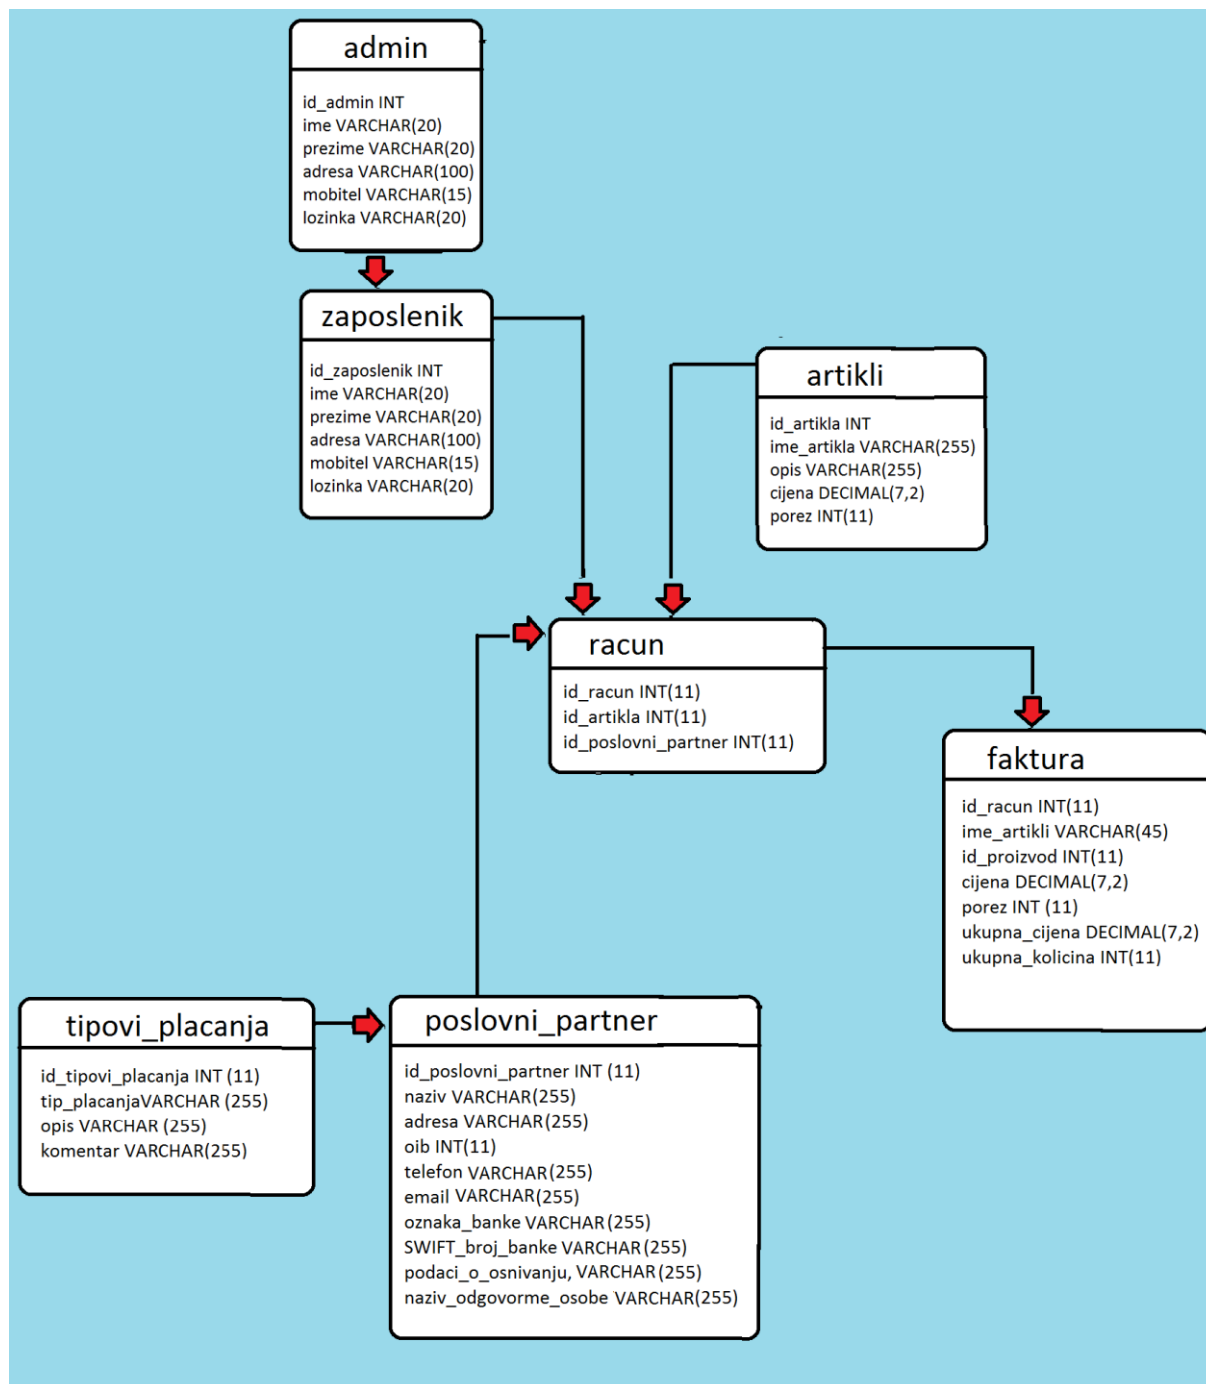 admin
id_admin INT
ime VARCHAR(20)
prezime VARCHAR(20)
adresa VARCHAR(100)
mobitel VARCHAR(15)
lozinka VARCHAR(20)
zaposlenik
id_zaposlenik INT
ime VARCHAR(20)
prezime VARCHAR(20)
adresa VARCHAR(100)
mobitel VARCHAR(15)
lozinka VARCHAR(20)
artikli
id_artikla INT
ime_artikla VARCHAR(255)
opis VARCHAR(255)
cijena DECIMAL(7,2)
porez INT(11)
racun
id_racun INT(11)
id_artikla INT(11)
id_poslovni_partner INT(11)
faktura
id_racun INT(11)
ime_artikli VARCHAR(45)
id_proizvod INT(11)
cijena DECIMAL(7,2)
porez INT (11)
ukupna_cijena DECIMAL(7,2)
ukupna_kolicina INT(11)
tipovi_placanja
id_tipovi_placanja INT (11)
tip_placanjaVARCHAR (255)
opis VARCHAR (255)
komentar VARCHAR(255)
poslovni_partner
id_poslovni_partner INT (11)
naziv VARCHAR(255)
adresa VARCHAR(255)
oib INT(11)
telefon VARCHAR(255)
email VARCHAR(255)
oznaka_banke VARCHAR (255)
SWIFT_broj_banke VARCHAR (255)
podaci_o_osnivanju, VARCHAR (255)
naziv_odgovorme_osobe VARCHAR(255)